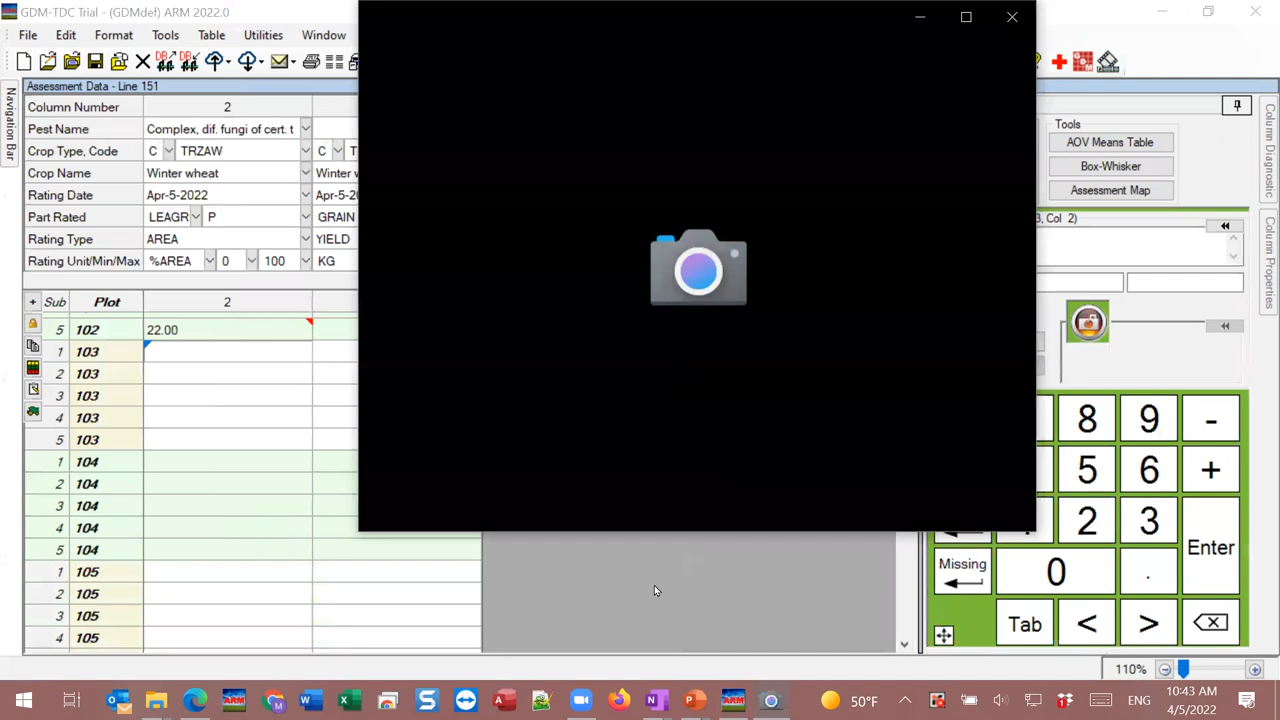 GDM-TDC Trial - (GDMdef) ARM 2022.0
File Edit Format Tools Table Utilities Window
Assessment Data - Line 151
Navigation Bar
Column Number 2
Pest Name Complex, dif. fungi of cert. t
Crop Type, Code C TRZAW C T
Crop Name Winter wheat Winter w
Rating Date Apr-5-2022 Apr-5-20
Part Rated LEAGR P GRAIN
Rating Type AREA YIELD
Rating Unit/Min/Max %AREA 0 100 KG
Sub Plot 2
5 102 22.00
1 103
2 103
3 103
4 103
5 103
1 104
2 104
3 104
4 104
5 104
1 105
2 105
3 105
4 105
Tools
AOV Means Table
Box-Whisker
Assessment Map
3, Col 2)
Column Diagnostic
Column Properties
8 9 -
5 6 +
2 3
Enter
Missing 0 .
Tab < >
110%
50°F ENG
10:43 AM
4/5/2022